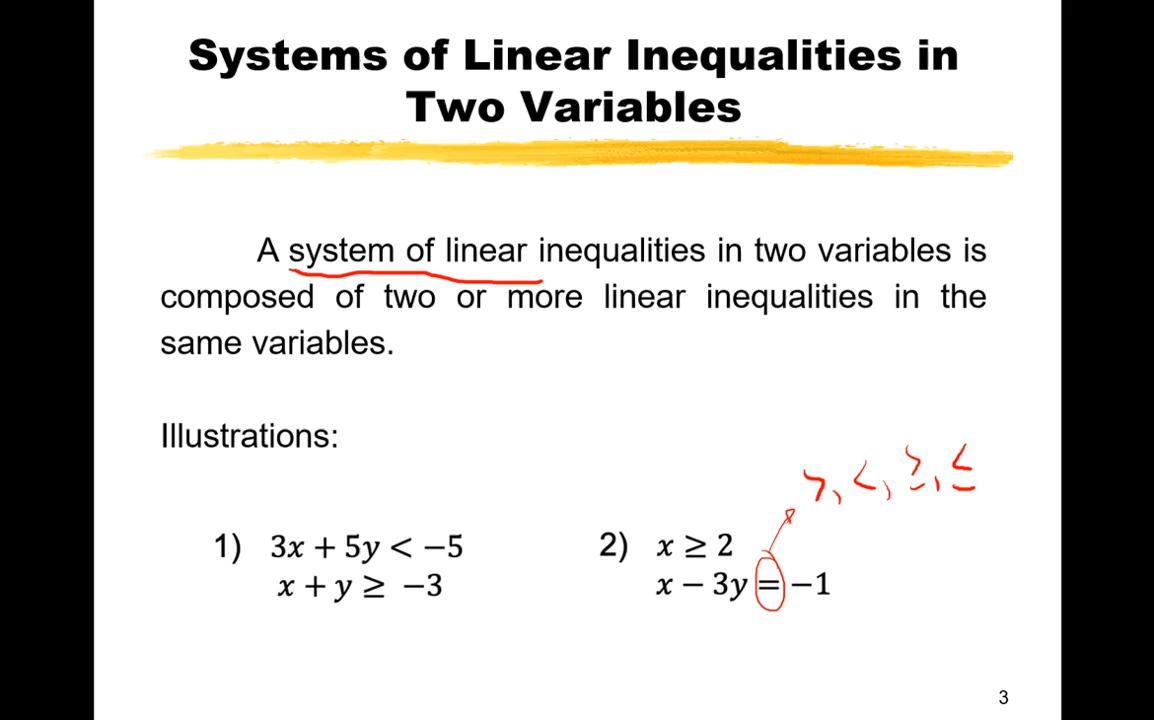 Systems of Linear Inequalities in
Two Variables
A system of linear inequalities in two variables is
composed of two or more linear inequalities in the
same variables.
Illustrations:
>, <, ≥, ≤
1) 3x + 5y < −5
x + y ≥ −3
2) x ≥ 2
x − 3y = −1
3